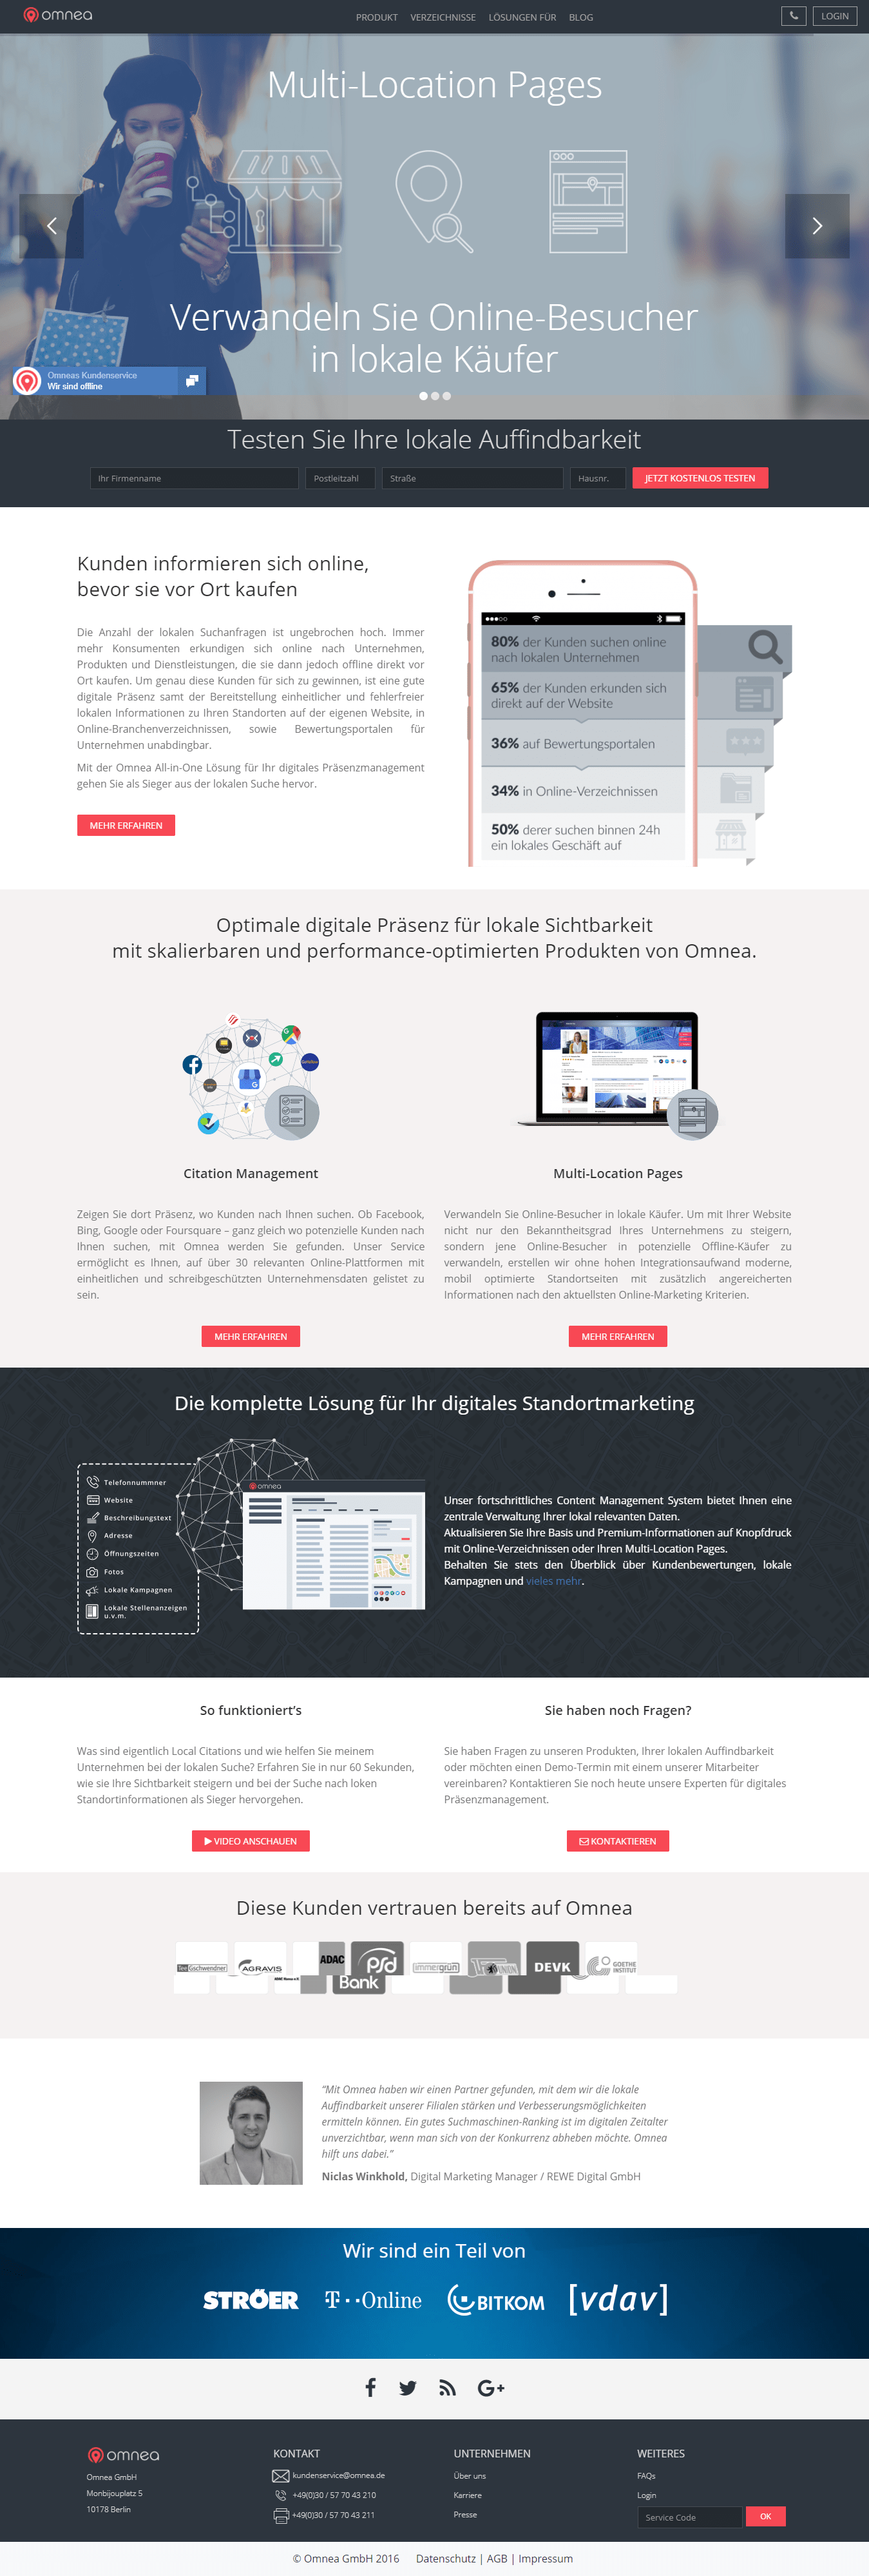 omnea
PRODUKT VERZEICHNISSE LÖSUNGEN FÜR BLOG
LOGIN
Multi-Location Pages
Verwandeln Sie Online-Besucher
in lokale Käufer
Omneas Kundenservice
Wir sind offline
Testen Sie Ihre lokale Auffindbarkeit
Ihr Firmenname
Postleitzahl
Straße
Hausnr.
JETZT KOSTENLOS TESTEN
Kunden informieren sich online,
bevor sie vor Ort kaufen
Die Anzahl der lokalen Suchanfragen ist ungebrochen hoch. Immer
mehr Konsumenten erkundigen sich online nach Unternehmen,
Produkten und Dienstleistungen, die sie dann jedoch offline direkt vor
Ort kaufen. Um genau diese Kunden für sich zu gewinnen, ist eine gute
digitale Präsenz samt der Bereitstellung einheitlicher und fehlerfreier
lokalen Informationen zu Ihren Standorten auf der eigenen Website, in
Online-Branchenverzeichnissen, sowie Bewertungsportalen für
Unternehmen unabdingbar.
Mit der Omnea All-in-One Lösung für Ihr digitales Präsenzmanagement
gehen Sie als Sieger aus der lokalen Suche hervor.
MEHR ERFAHREN
80% der Kunden suchen online
nach lokalen Unternehmen
65% der Kunden erkunden sich
direkt auf der Website
36% auf Bewertungsportalen
34% in Online-Verzeichnissen
50% derer suchen binnen 24h
ein lokales Geschäft auf
Optimale digitale Präsenz für lokale Sichtbarkeit
mit skalierbaren und performance-optimierten Produkten von Omnea.
Citation Management
Zeigen Sie dort Präsenz, wo Kunden nach Ihnen suchen. Ob Facebook,
Bing, Google oder Foursquare – ganz gleich wo potenzielle Kunden nach
Ihnen suchen, mit Omnea werden Sie gefunden. Unser Service
ermöglicht es Ihnen, auf über 30 relevanten Online-Plattformen mit
einheitlichen und schreibgeschützten Unternehmensdaten gelistet zu
sein.
MEHR ERFAHREN
Multi-Location Pages
Verwandeln Sie Online-Besucher in lokale Käufer. Um mit Ihrer Website
nicht nur den Bekanntheitsgrad Ihres Unternehmens zu steigern,
sondern jene Online-Besucher in potenzielle Offline-Käufer zu
verwandeln, erstellen wir ohne hohen Integrationsaufwand moderne,
mobil optimierte Standortseiten mit zusätzlich angereicherten
Informationen nach den aktuellsten Online-Marketing Kriterien.
MEHR ERFAHREN
Die komplette Lösung für Ihr digitales Standortmarketing
Telefonnummner
Website
Beschreibungstext
Adresse
Öffnungszeiten
Fotos
Lokale Kampagnen
Lokale Stellenanzeigen
u.v.m.
omnea
Unser fortschrittliches Content Management System bietet Ihnen eine
zentrale Verwaltung Ihrer lokal relevanten Daten.
Aktualisieren Sie Ihre Basis und Premium-Informationen auf Knopfdruck
mit Online-Verzeichnissen oder Ihren Multi-Location Pages.
Behalten Sie stets den Überblick über Kundenbewertungen, lokale
Kampagnen und vieles mehr.
So funktioniert's
Was sind eigentlich Local Citations und wie helfen Sie meinem
Unternehmen bei der lokalen Suche? Erfahren Sie in nur 60 Sekunden,
wie sie Ihre Sichtbarkeit steigern und bei der Suche nach loken
Standortinformationen als Sieger hervorgehen.
VIDEO ANSCHAUEN
Sie haben noch Fragen?
Sie haben Fragen zu unseren Produkten, Ihrer lokalen Auffindbarkeit
oder möchten einen Demo-Termin mit einem unserer Mitarbeiter
vereinbaren? Kontaktieren Sie noch heute unsere Experten für digitales
Präsenzmanagement.
KONTAKTIEREN
Diese Kunden vertrauen bereits auf Omnea
TeeGschwendner
AGRAVIS
ADAC
psd
Bank
immergrün
DEVK
GOETHE
INSTITUT
“Mit Omnea haben wir einen Partner gefunden, mit dem wir die lokale
Auffindbarkeit unserer Filialen stärken und Verbesserungsmöglichkeiten
ermitteln können. Ein gutes Suchmaschinen-Ranking ist im digitalen Zeitalter
unverzichtbar, wenn man sich von der Konkurrenz abheben möchte. Omnea
hilft uns dabei.”
Niclas Winkhold, Digital Marketing Manager / REWE Digital GmbH
Wir sind ein Teil von
STRÖER
T··Online
BITKOM
[vdav]
omnea
Omnea GmbH
Monbijouplatz 5
10178 Berlin
KONTAKT
kundenservice@omnea.de
+49(0)30 / 57 70 43 210
+49(0)30 / 57 70 43 211
UNTERNEHMEN
Über uns
Karriere
Presse
WEITERES
FAQs
Login
Service Code
OK
© Omnea GmbH 2016 Datenschutz | AGB | Impressum